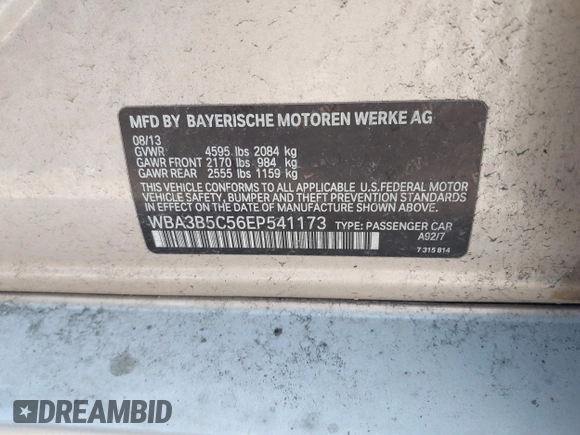 MFD BY BAYERISCHE MOTOREN WERKE AG
08/13
GVWR 4595 lbs 2084 kg
GAWR FRONT 2170 lbs 984 kg
GAWR REAR 2555 lbs 1159 kg
THIS VEHICLE CONFORMS TO ALL APPLICABLE U.S.FEDERAL MOTOR
VEHICLE SAFETY, BUMPER AND THEFT PREVENTION STANDARDS
IN EFFECT ON THE DATE OF MANUFACTURE SHOWN ABOVE.
WBA3B5C56EP541173 TYPE: PASSENGER CAR
A92/7
7 315 814
DREAMBID